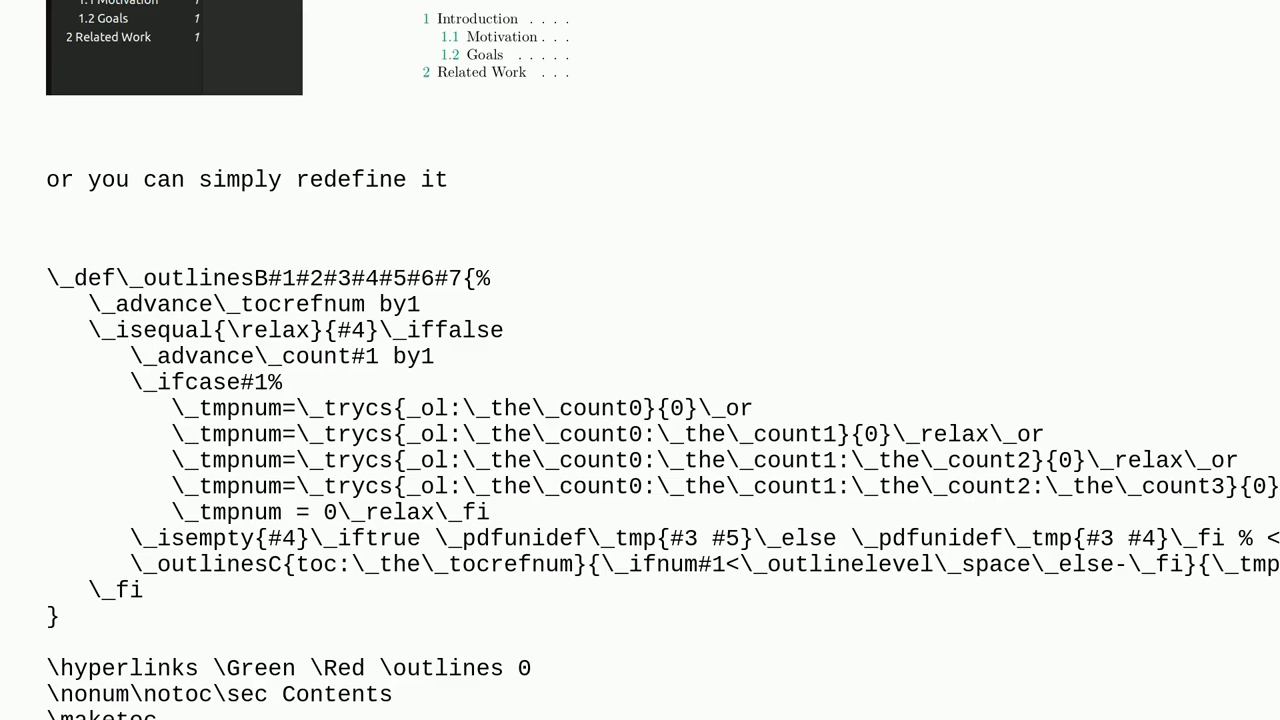 1.1 Motivation 1
1.2 Goals 1
2 Related Work 1
1 Introduction . . . .
1.1 Motivation . . .
1.2 Goals . . . . .
2 Related Work . . .
or you can simply redefine it
\_def\_outlinesB#1#2#3#4#5#6#7{%
\_advance\_tocrefnum by1
\_isequal{\relax}{#4}\_iffalse
\_advance\_count#1 by1
\_ifcase#1%
\_tmpnum=\_trycs{_ol:\_the\_count0}{0}\_or
\_tmpnum=\_trycs{_ol:\_the\_count0:\_the\_count1}{0}\_relax\_or
\_tmpnum=\_trycs{_ol:\_the\_count0:\_the\_count1:\_the\_count2}{0}\_relax\_or
\_tmpnum=\_trycs{_ol:\_the\_count0:\_the\_count1:\_the\_count2:\_the\_count3}{0}
\_tmpnum = 0\_relax\_fi
\_isempty{#4}\_iftrue \_pdfunidef\_tmp{#3 #5}\_else \_pdfunidef\_tmp{#3 #4}\_fi % <
\_outlinesC{toc:\_the\_tocrefnum}{\_ifnum#1<\_outlinelevel\_space\_else-\_fi}{\_tmp
\_fi
}
\hyperlinks \Green \Red \outlines 0
\nonum\notoc\sec Contents
\maketoc